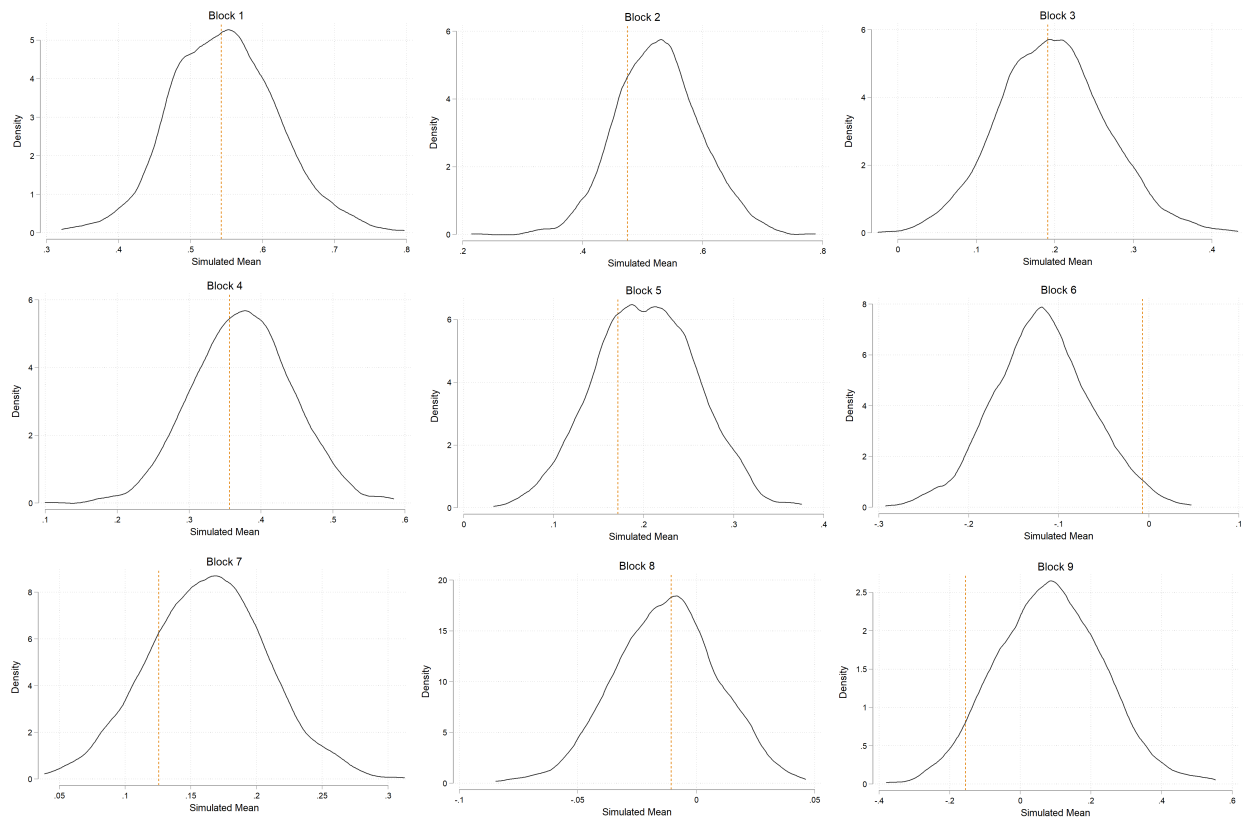 Block 1
Density
5
4
3
2
1
0
.3 .4 .5 .6 .7 .8
Simulated Mean
Block 2
Density
6
4
2
0
.2 .4 .6 .8
Simulated Mean
Block 3
Density
6
4
2
0
0 .1 .2 .3 .4
Simulated Mean
Block 4
Density
6
4
2
0
.1 .2 .3 .4 .5 .6
Simulated Mean
Block 5
Density
6
4
2
0
0 .1 .2 .3 .4
Simulated Mean
Block 6
Density
8
6
4
2
0
-.3 -.2 -.1 0 .1
Simulated Mean
Block 7
Density
8
6
4
2
0
.05 .1 .15 .2 .25 .3
Simulated Mean
Block 8
Density
20
15
10
5
0
-.1 -.05 0 .05
Simulated Mean
Block 9
Density
2.5
2
1.5
1
.5
0
-.4 -.2 0 .2 .4 .6
Simulated Mean